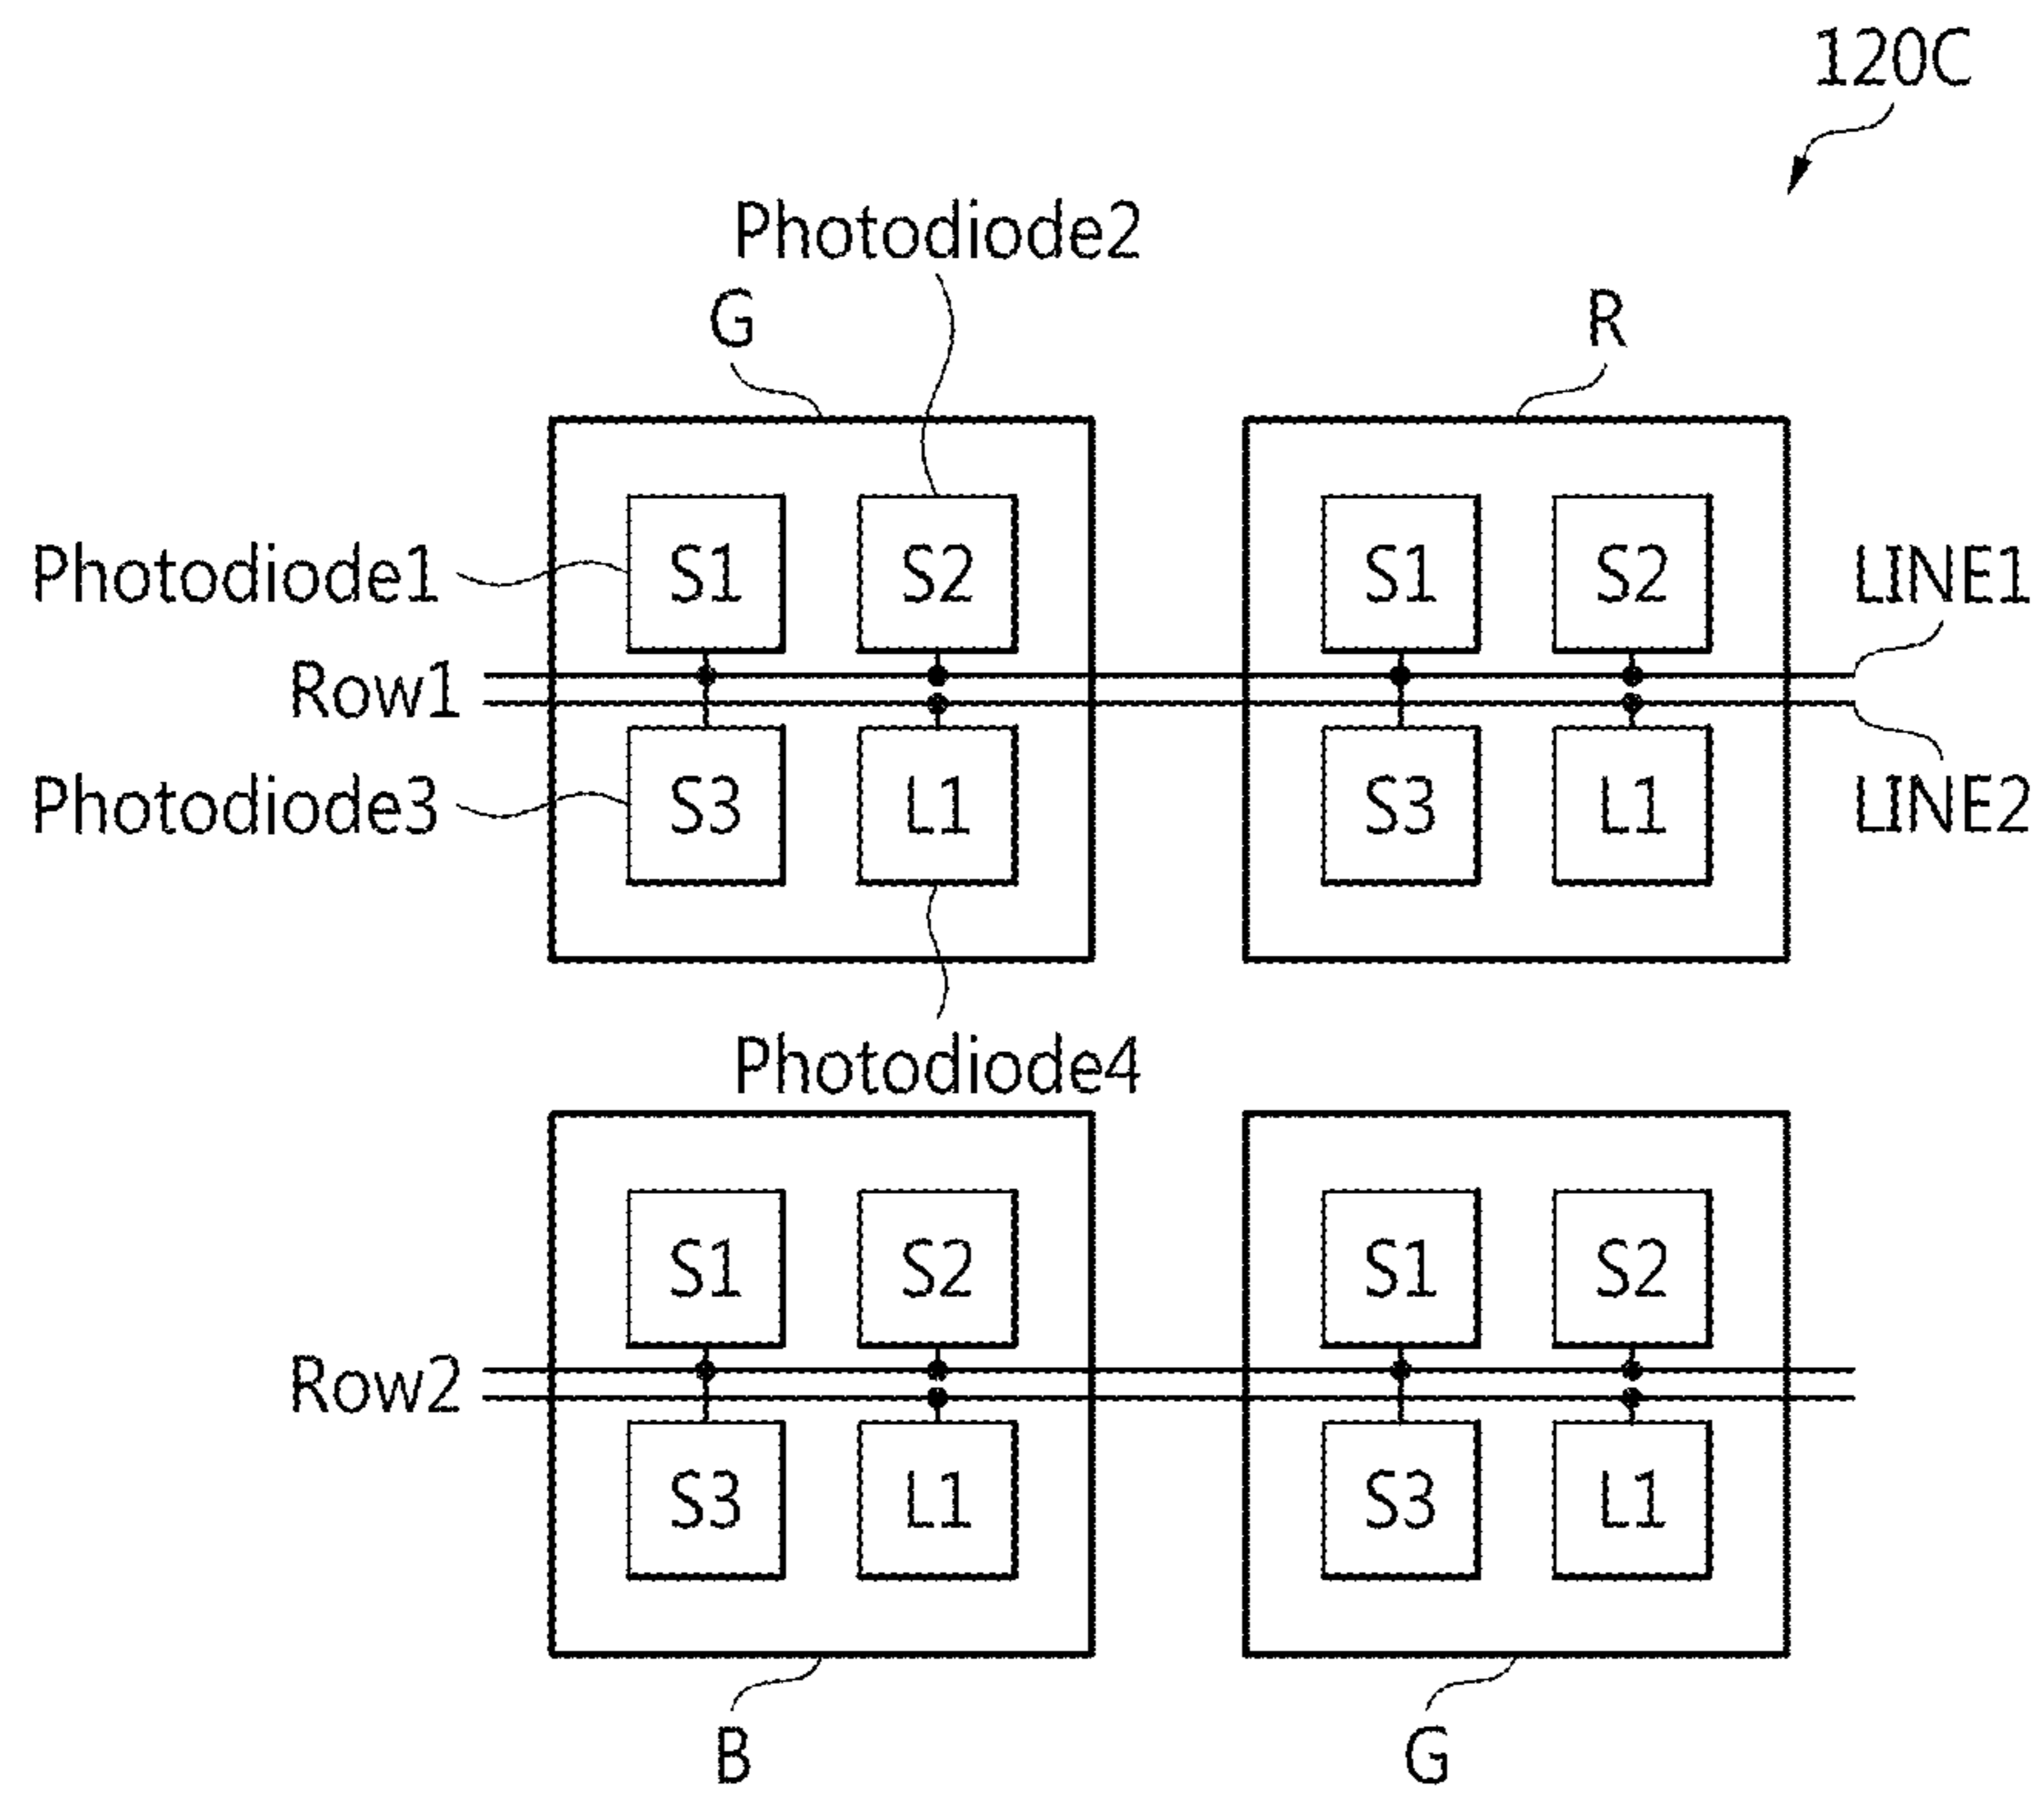 120C
Photodiode2
G R
Photodiode1 S1 S2 S1 S2 LINE1
Row1
Photodiode3 S3 L1 S3 L1 LINE2
Photodiode4
S1 S2 S1 S2
Row2
S3 L1 S3 L1
B G